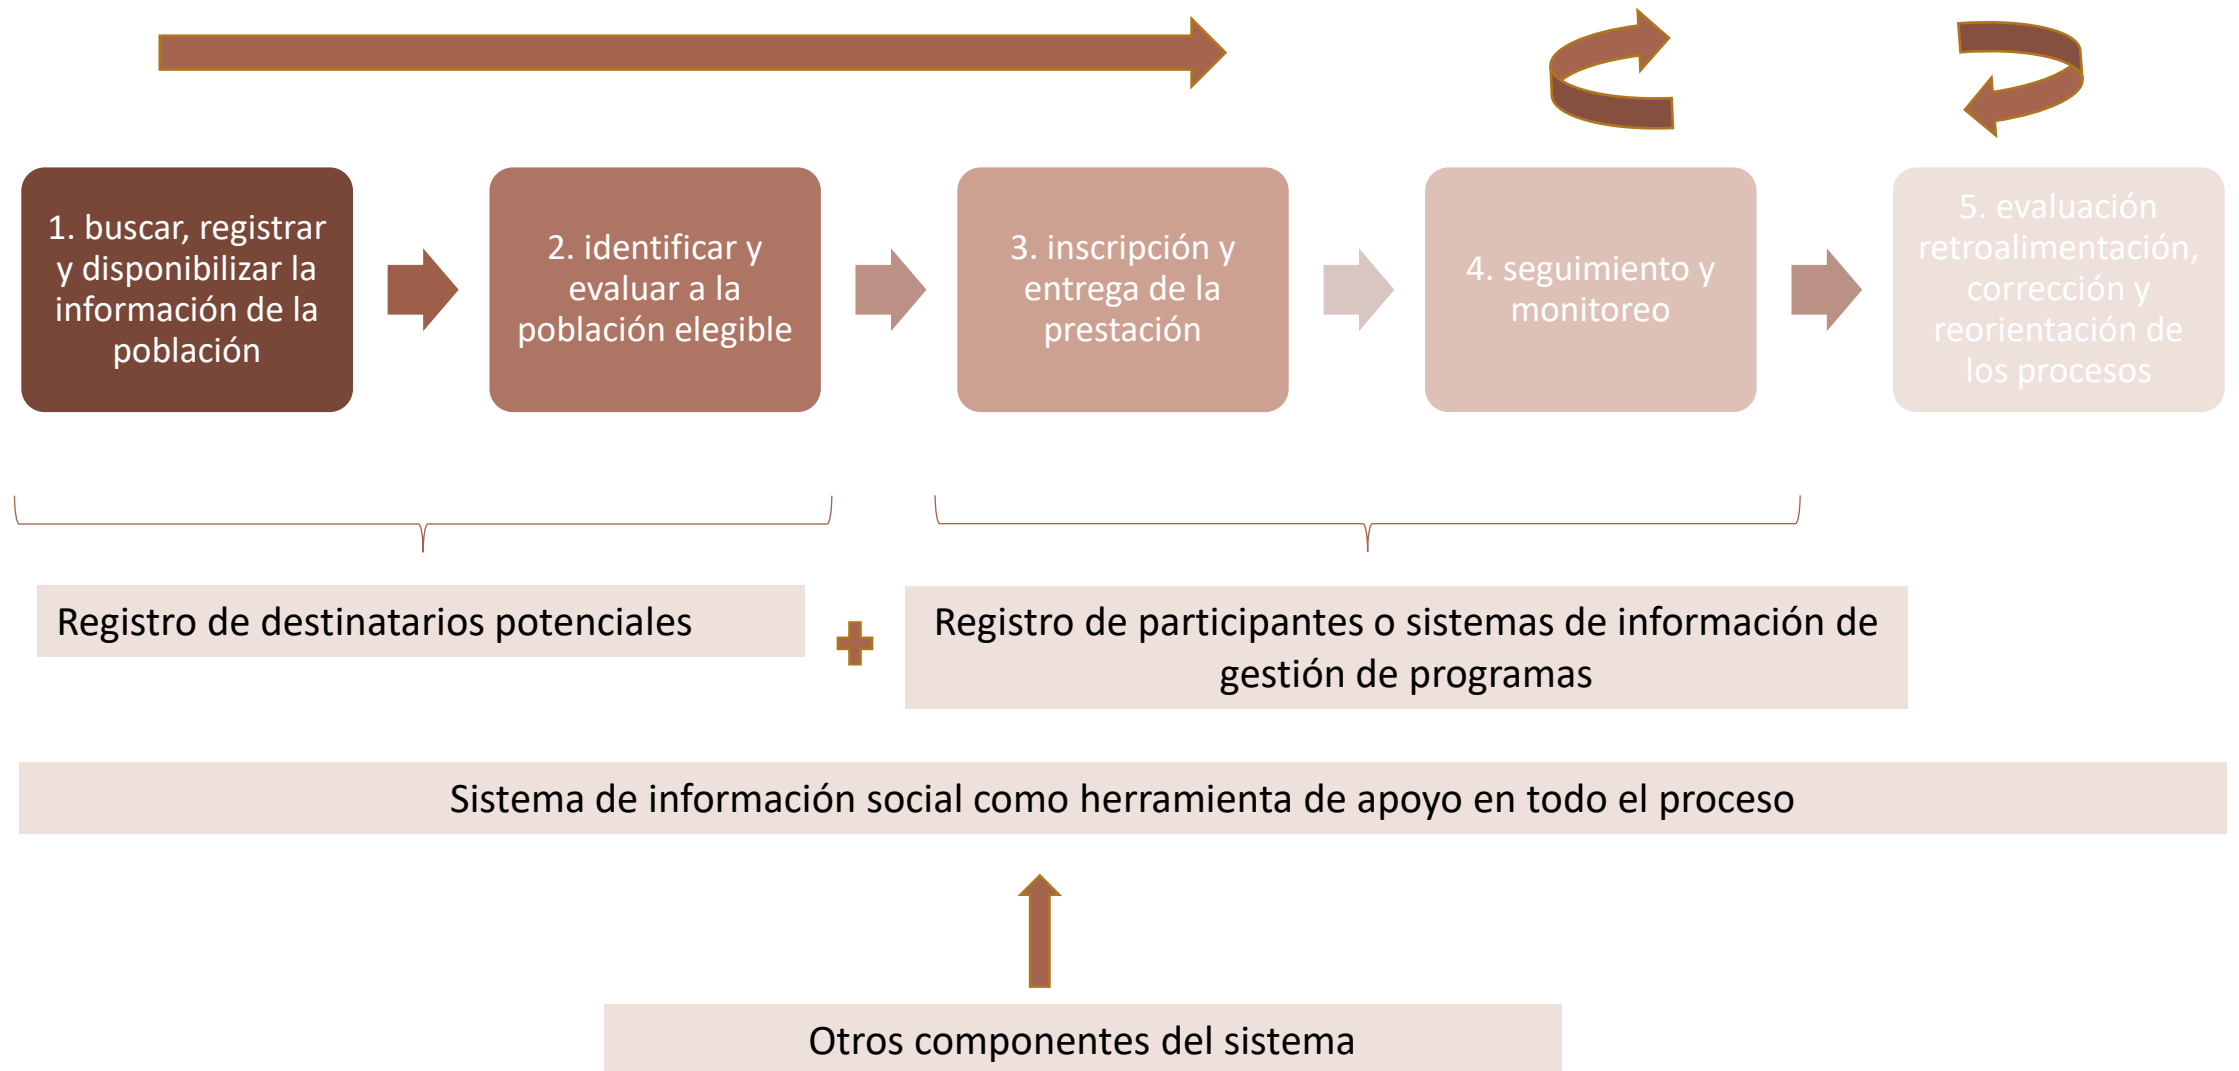 1. buscar, registrar
y disponibilizar la
información de la
población
2. identificar y
evaluar a la
población elegible
3. inscripción y
entrega de la
prestación
4. seguimiento y
monitoreo
5. evaluación
retroalimentación,
corrección y
reorientación de
los procesos
Registro de destinatarios potenciales
Registro de participantes o sistemas de información de
gestión de programas
Sistema de información social como herramienta de apoyo en todo el proceso
Otros componentes del sistema